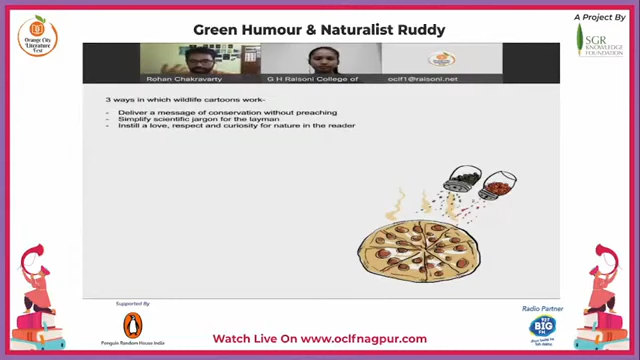 Green Humour & Naturalist Ruddy
A Project By
Orange City
Literature
Fest
SGR
KNOWLEDGE
FOUNDATION
Rohan Chakravarty
G H Raisoni College of
oclf1@raisoni.net
3 ways in which wildlife cartoons work-
- Deliver a message of conservation without preaching
- Simplify scientific jargon for the layman
- Instill a love, respect and curiosity for nature in the reader
Supported By
Penguin Random House India
Radio Partner
BIG
FM
Watch Live On www.oclfnagpur.com